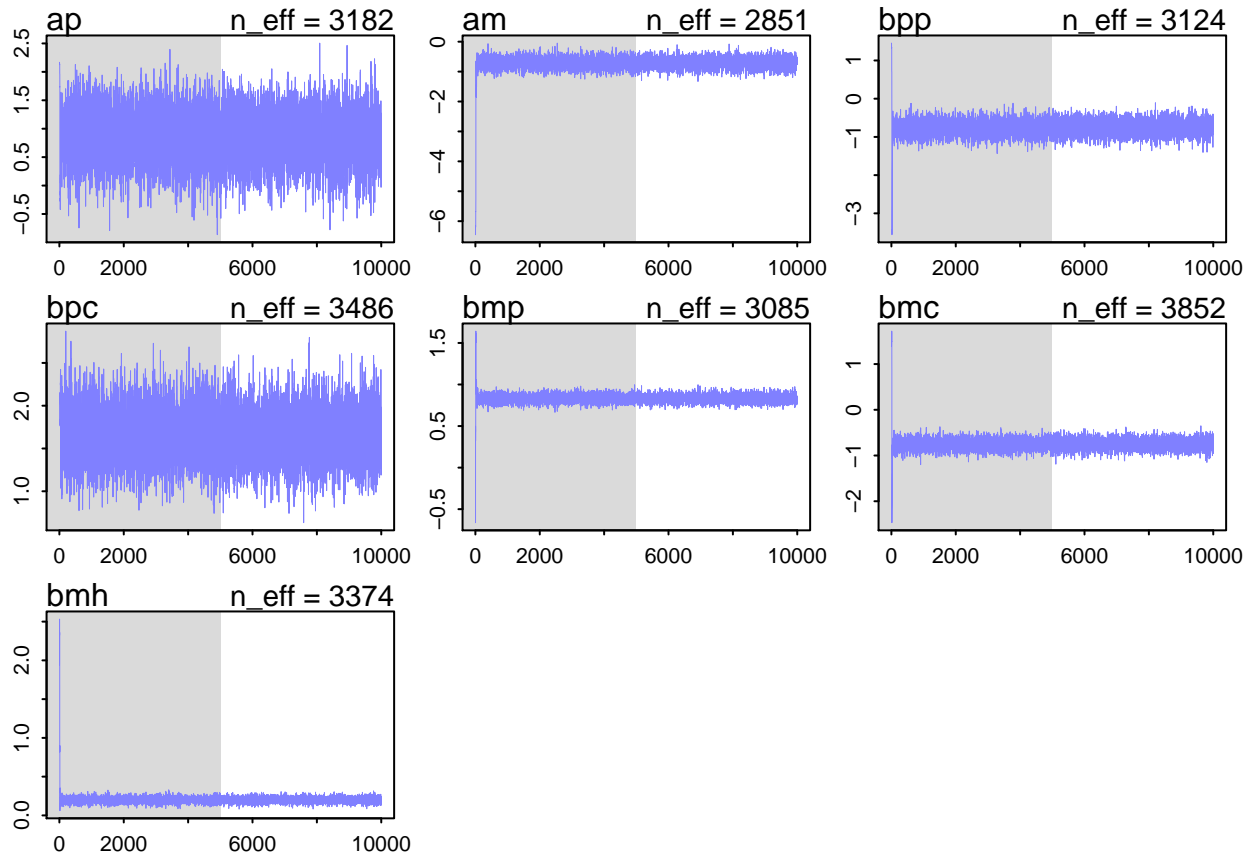 ap n_eff = 3182
am n_eff = 2851
bpp n_eff = 3124
2.5
1.5
0.5
−0.5
0
−2
−4
−6
1
0
−1
−3
0 2000 6000 10000
0 2000 6000 10000
0 2000 6000 10000
bpc n_eff = 3486
bmp n_eff = 3085
bmc n_eff = 3852
2.0
1.0
1.5
0.5
−0.5
1
0
−1
−2
0 2000 6000 10000
0 2000 6000 10000
0 2000 6000 10000
bmh n_eff = 3374
2.0
1.0
0.0
0 2000 6000 10000